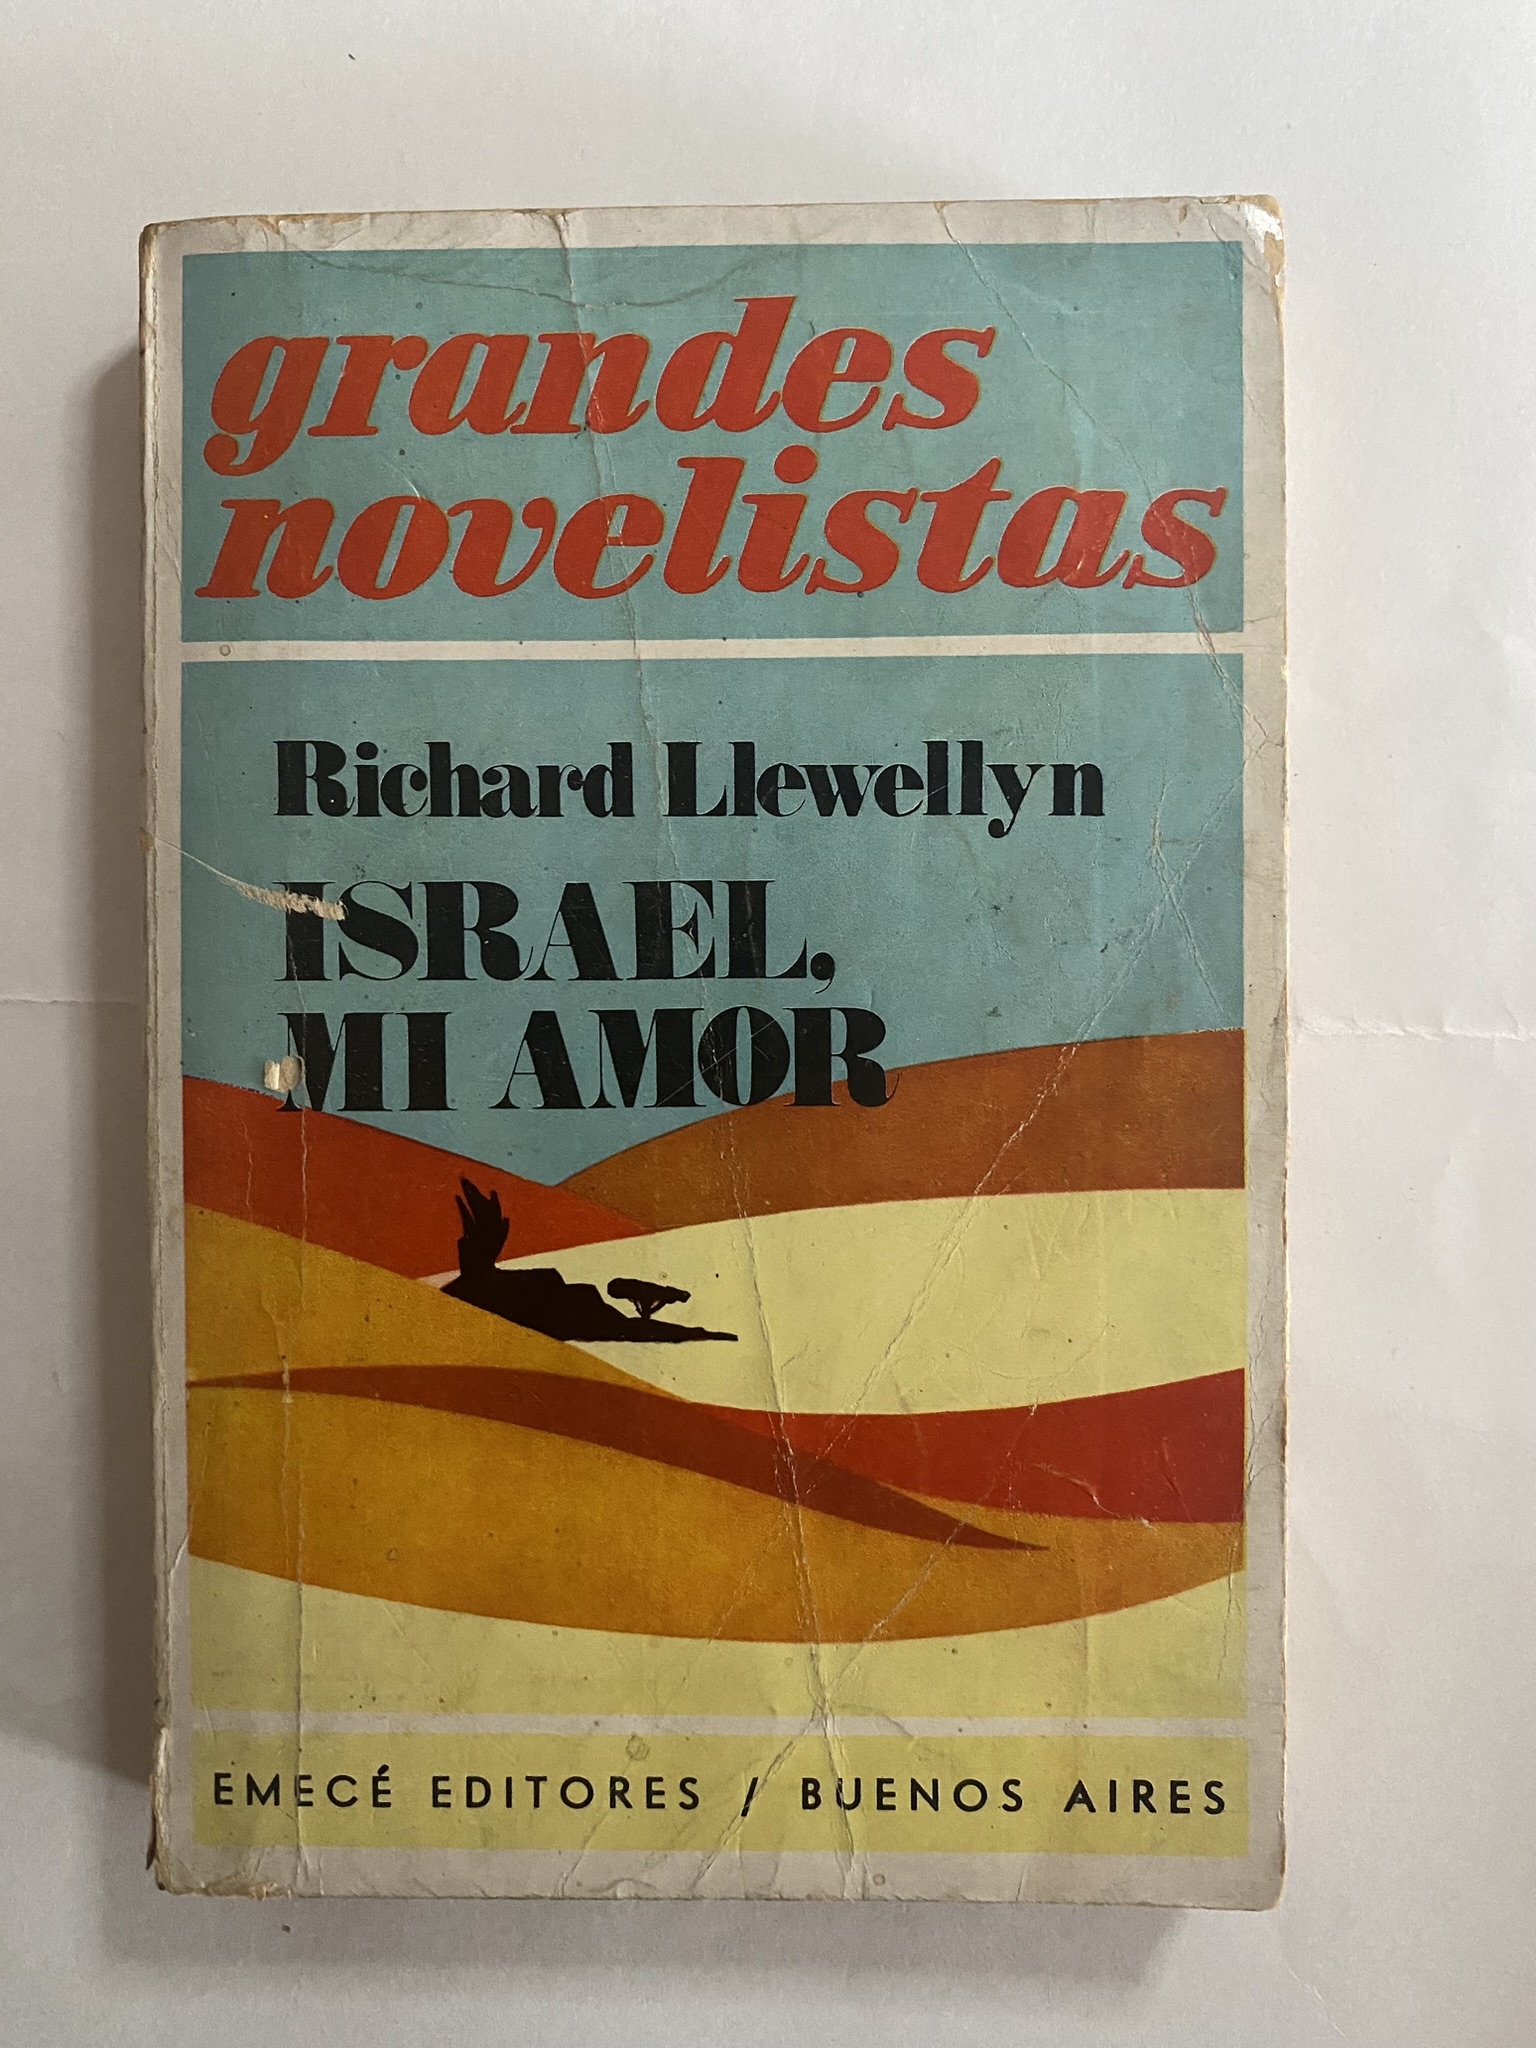 grandes
novelistas
Richard Llewellyn
ISRAEL,
MI AMOR
EMECÉ EDITORES / BUENOS AIRES